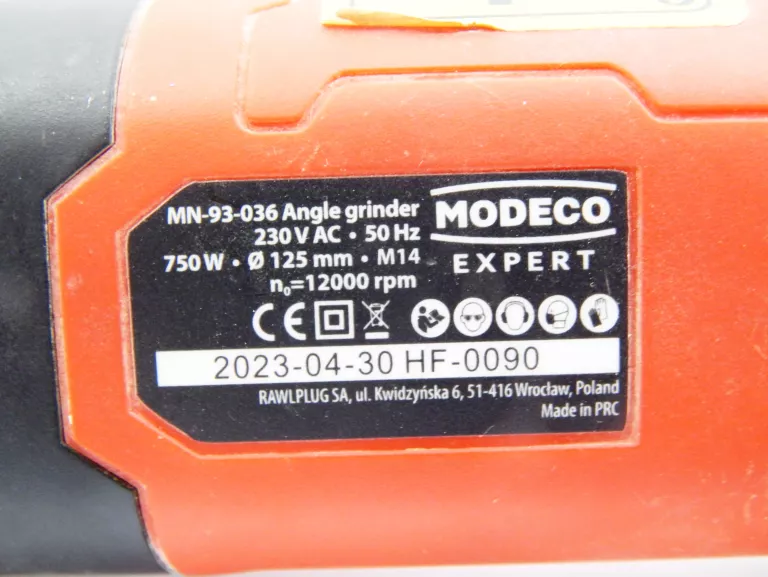 MN-93-036 Angle grinder
230 V AC • 50 Hz
750 W • Ø 125 mm • M14
n₀=12000 rpm
MODECO
EXPERT
CE
2023-04-30 HF-0090
RAWLPLUG SA, ul. Kwidzyńska 6, 51-416 Wrocław, Poland
Made in PRC